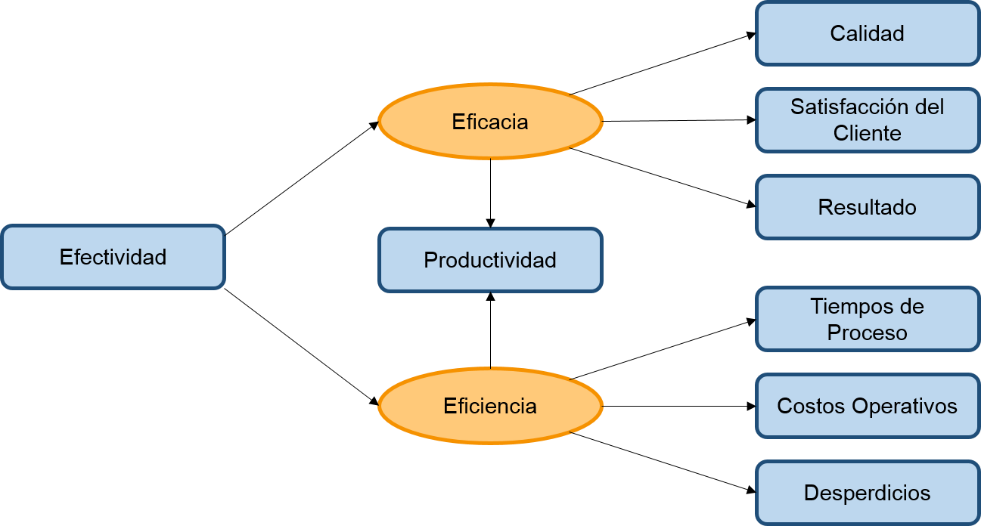 Calidad
Eficacia
Satisfacción del
Cliente
Resultado
Efectividad
Productividad
Tiempos de
Proceso
Eficiencia
Costos Operativos
Desperdicios